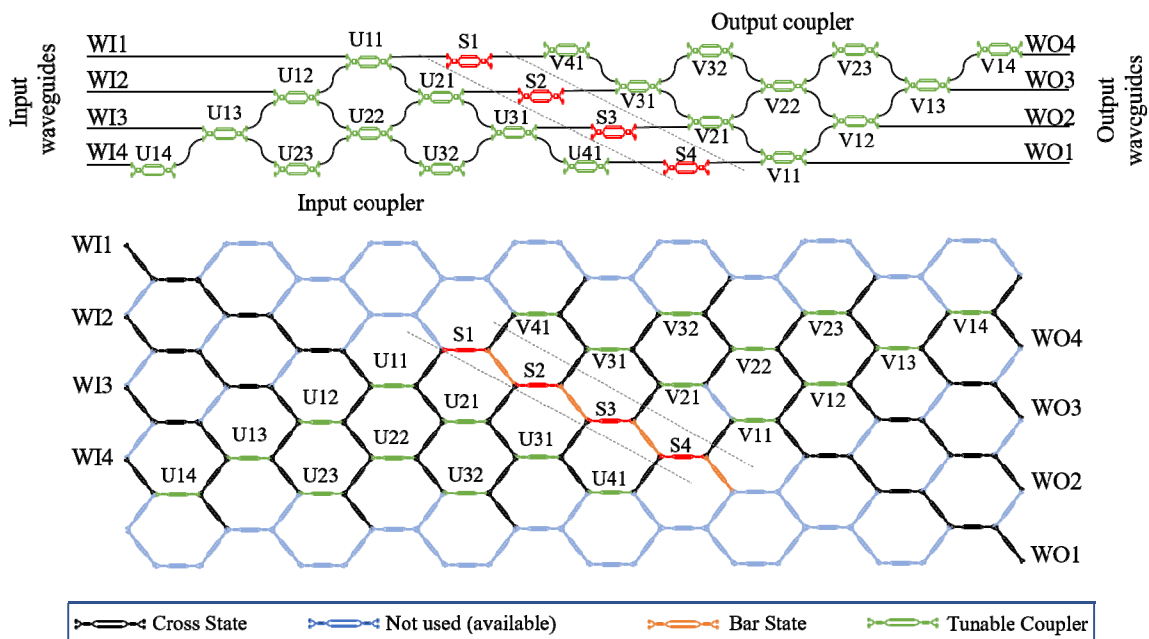 Output coupler
WI1 U11 S1 V41 V32 V23 V14 WO4
WI2 U12 U21 S2 V31 V22 V13 WO3
WI3 U13 U22 U31 S3 V21 V12 WO2
WI4 U14 U23 U32 U41 S4 V11 WO1
Input
waveguides
Output
waveguides
Input coupler
WI1
WI2 V41 V32 V23 V14
S1 V31 V22 V13 WO4
WI3 U11 S2 V21 V12
U12 U21 S3 V11 WO3
WI4 U13 U22 U31 S4
U14 U23 U32 U41 WO2
WO1
Cross State
Not used (available)
Bar State
Tunable Coupler